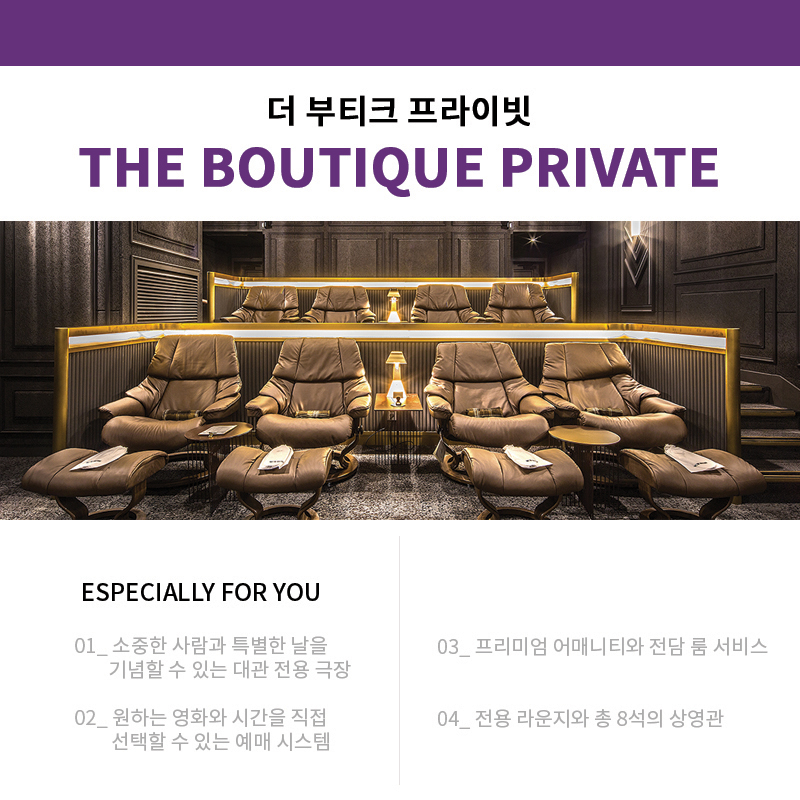 더 부티크 프라이빗
THE BOUTIQUE PRIVATE
ESPECIALLY FOR YOU
01_ 소중한 사람과 특별한 날을
기념할 수 있는 대관 전용 극장
02_ 원하는 영화와 시간을 직접
선택할 수 있는 예매 시스템
03_ 프리미엄 어매니티와 전담 룸 서비스
04_ 전용 라운지와 총 8석의 상영관